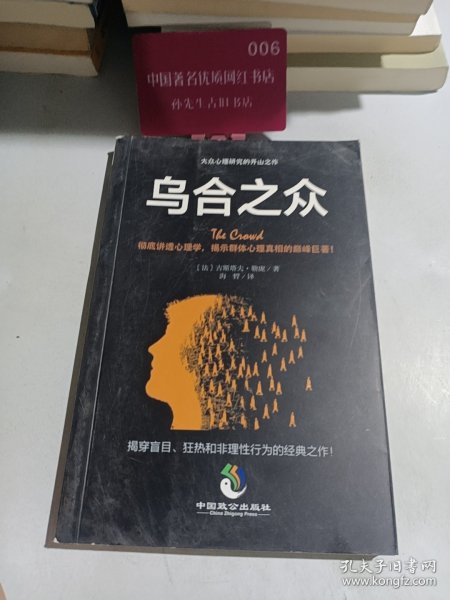 006
中国著名优质网红书店
孙先生古旧书店
大众心理研究的开山之作
乌合之众
The Crowd
彻底讲透心理学，揭示群体心理真相的巅峰巨著！
［法］古斯塔夫·勒庞／著
海哲／译
揭穿盲目、狂热和非理性行为的经典之作！
中国致公出版社
China Zhigong Press
孔夫子旧书网
www.kongfz.com